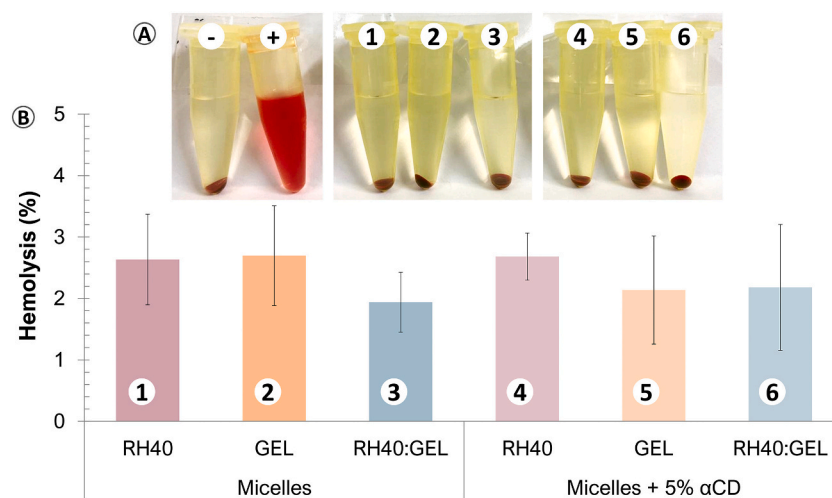 Ⓐ
- +
1 2 3
4 5 6
Ⓑ
Hemolysis (%)
5
4
3
2
1
0
1 2 3 4 5 6
RH40 GEL RH40:GEL RH40 GEL RH40:GEL
Micelles Micelles + 5% αCD